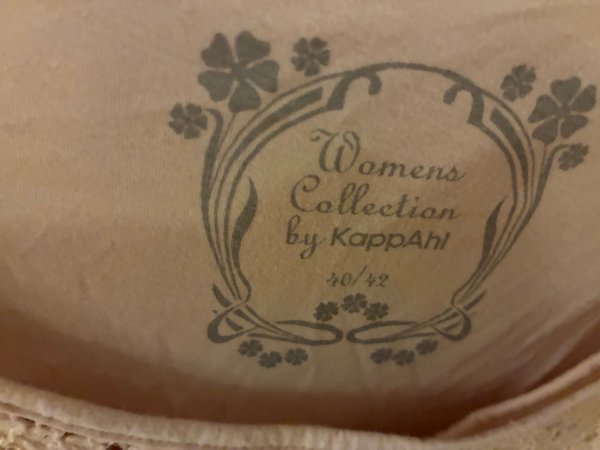 Womens
Collection
by KappAhl
40/42